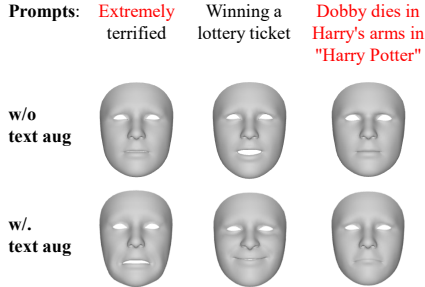 Prompts:
Extremely
terrified
Winning a
lottery ticket
Dobby dies in
Harry's arms in
"Harry Potter"
w/o
text aug
w/.
text aug